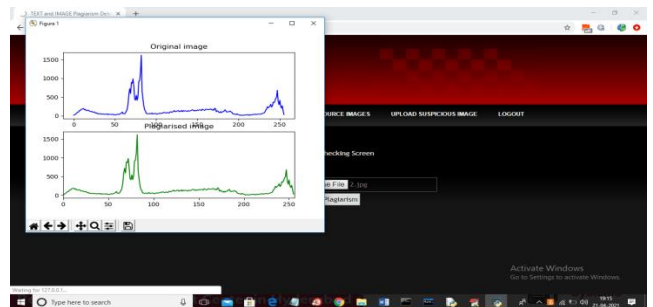 TEXT and IMAGE Plagiarism Det
Figure 1
Original image
1500
1000
500
0
0 50 100 150 200 250
Plagiarised image
1500
1000
500
0
0 50 100 150 200 250
OURCE IMAGES UPLOAD SUSPICIOUS IMAGE LOGOUT
hecking Screen
e File 2.jpg
Plagiarism
Activate Windows
Go to Settings to activate Windows.
Waiting for 127.0.0.1...
Type here to search
19:15
21-06-2021